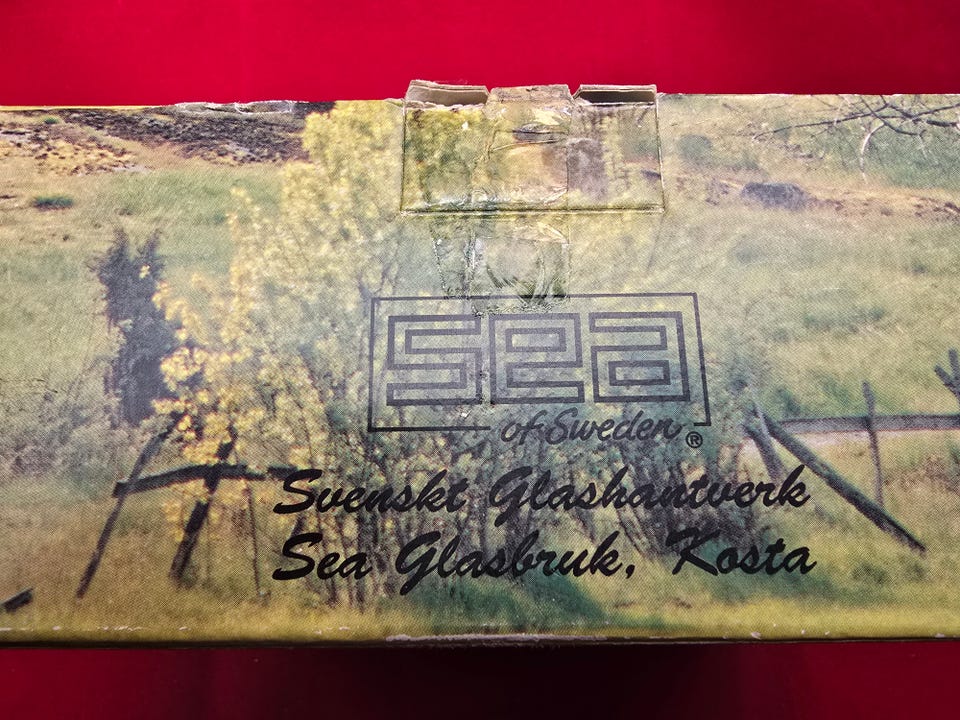 sea
of Sweden ®
Svenskt Glashantverk
Sea Glasbruk, Kosta